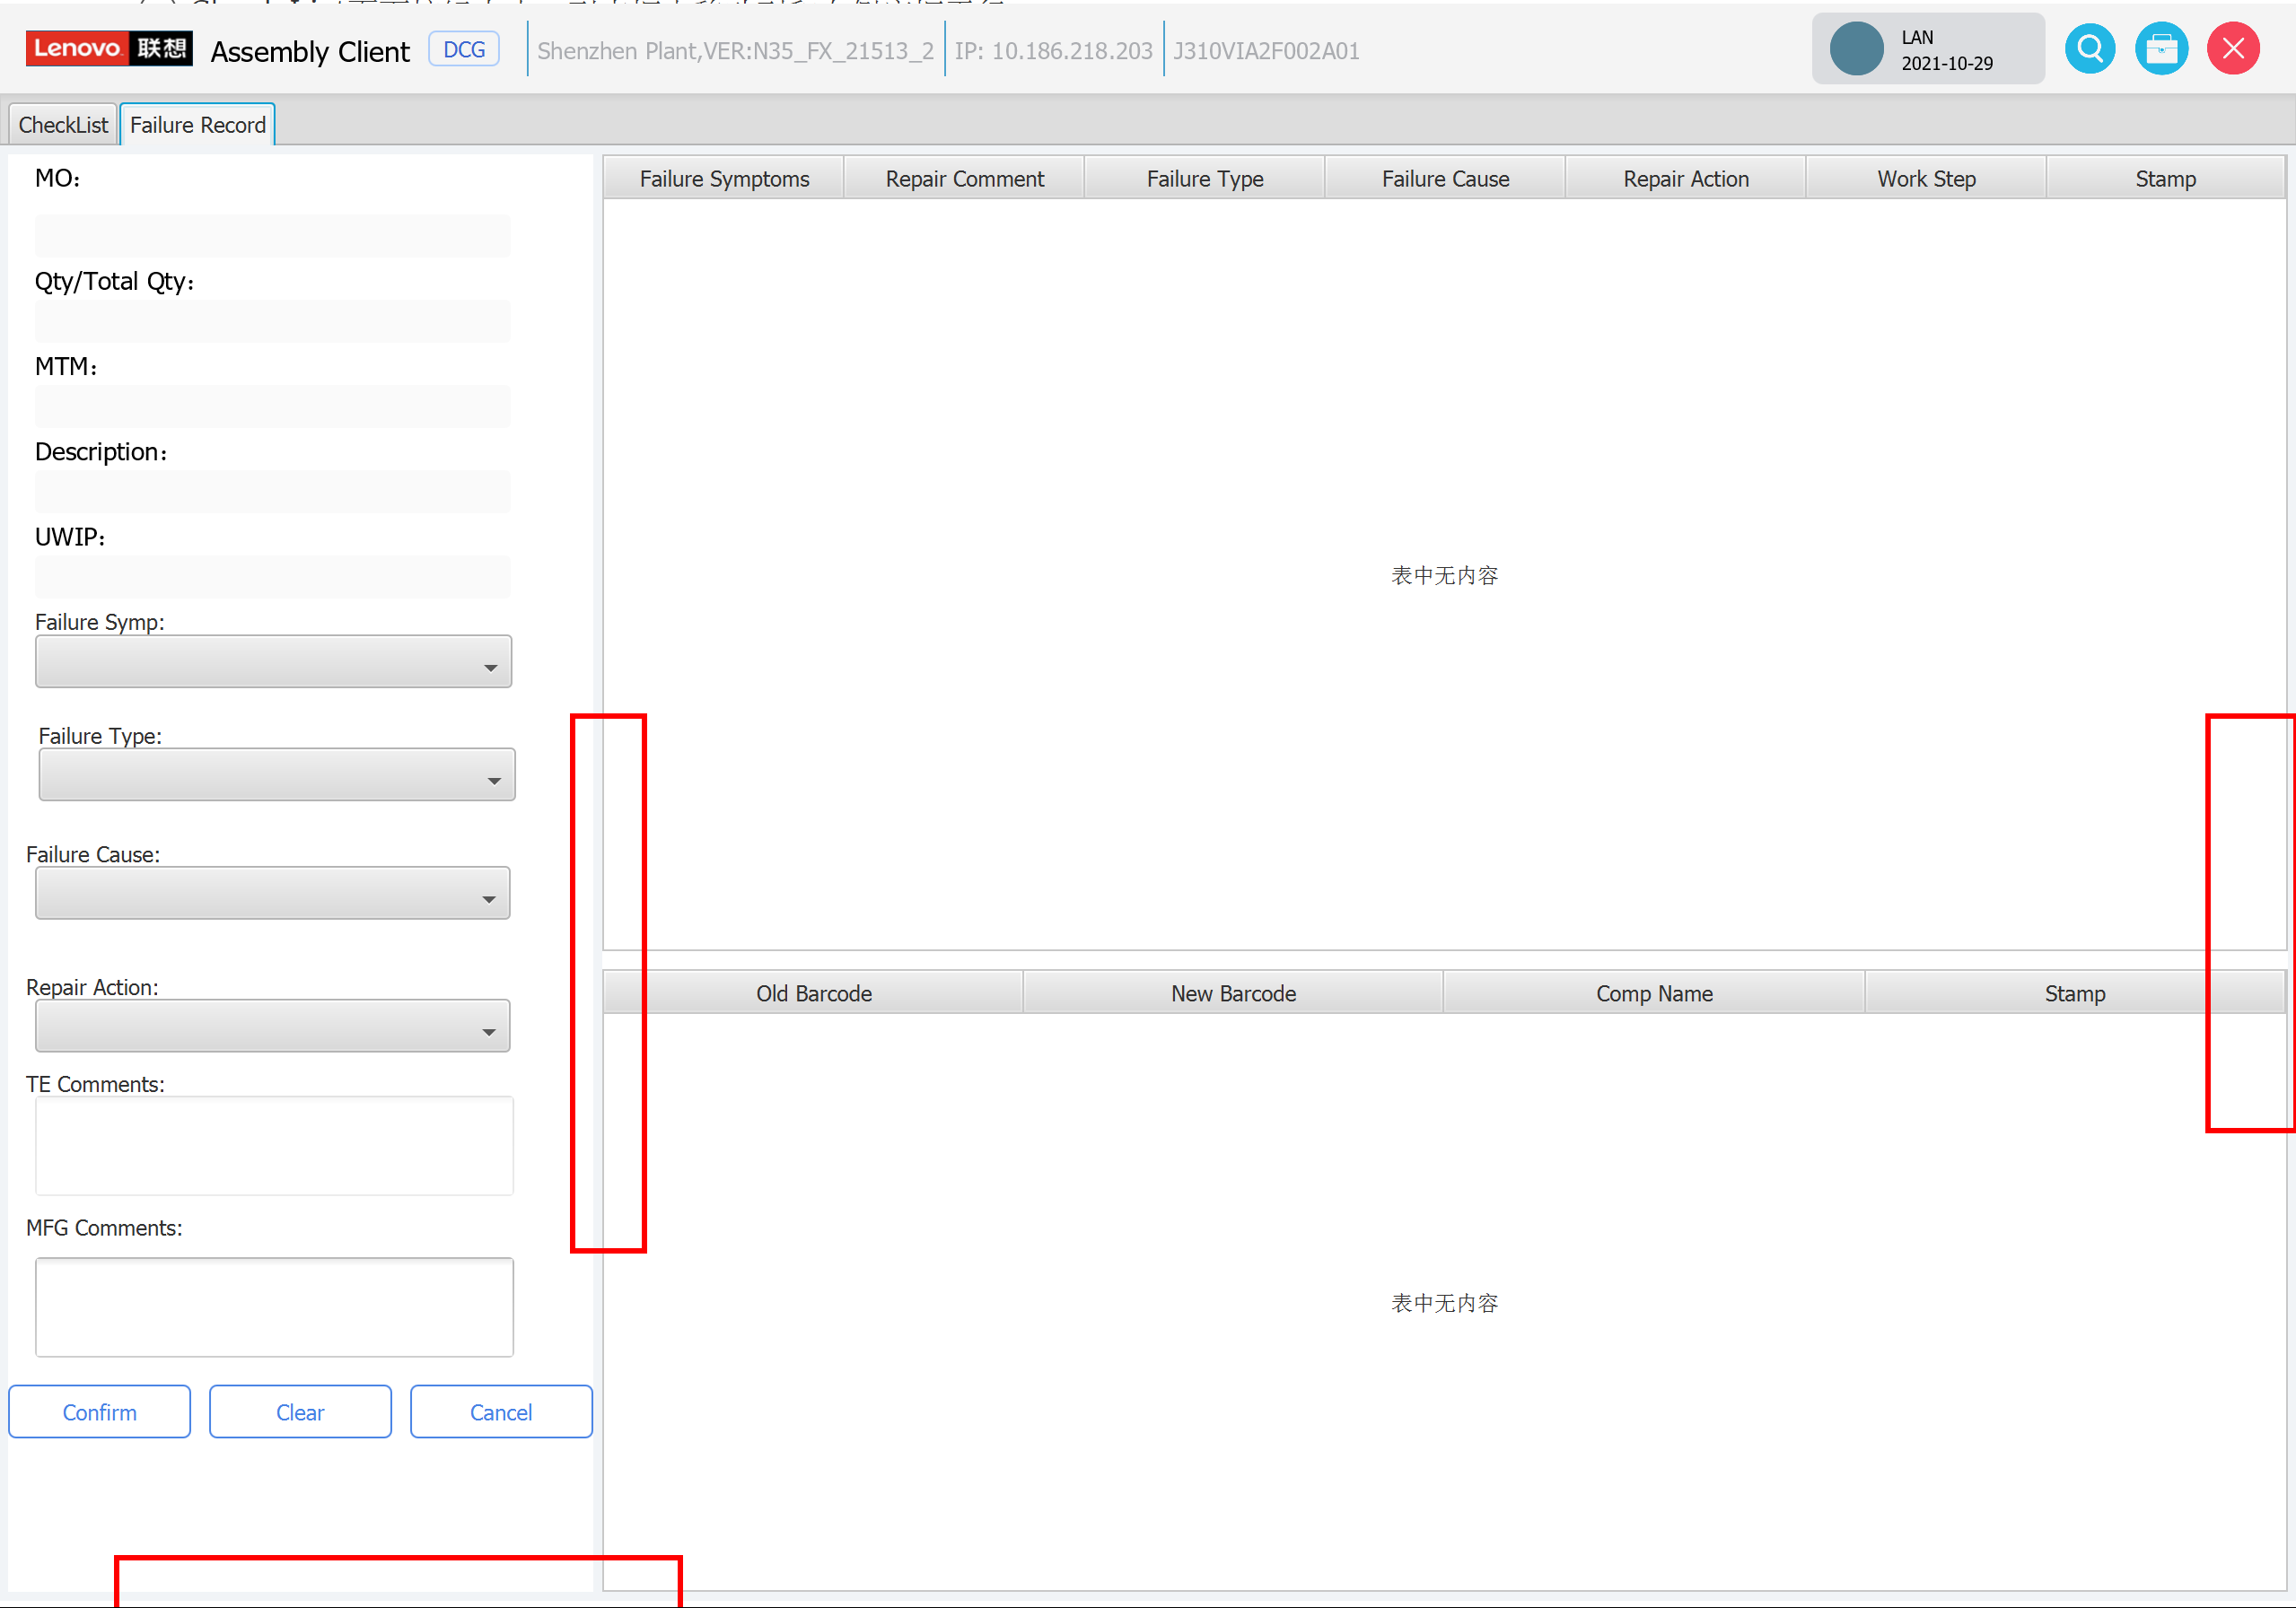 Lenovo 联想 Assembly Client DCG Shenzhen Plant,VER:N35_FX_21513_2 IP: 10.186.218.203 J310VIA2F002A01 LAN
2021-10-29
CheckList Failure Record
MO:
Qty/Total Qty:
MTM:
Description:
UWIP:
Failure Symp:
Failure Type:
Failure Cause:
Repair Action:
TE Comments:
MFG Comments:
Confirm Clear Cancel
Failure Symptoms Repair Comment Failure Type Failure Cause Repair Action Work Step Stamp
表中无内容
Old Barcode New Barcode Comp Name Stamp
表中无内容